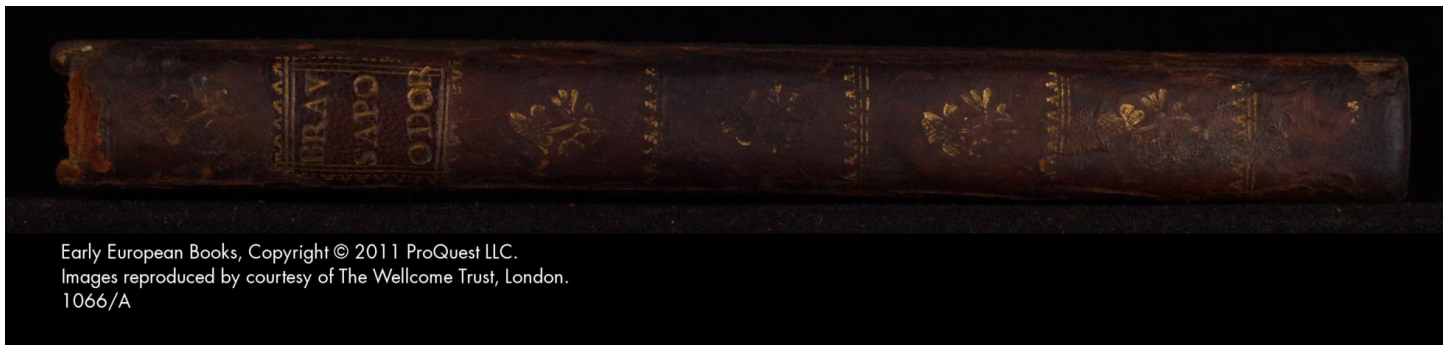 BRAV
SAPO
ODOR
Early European Books, Copyright © 2011 ProQuest LLC.
Images reproduced by courtesy of The Wellcome Trust, London.
1066/A